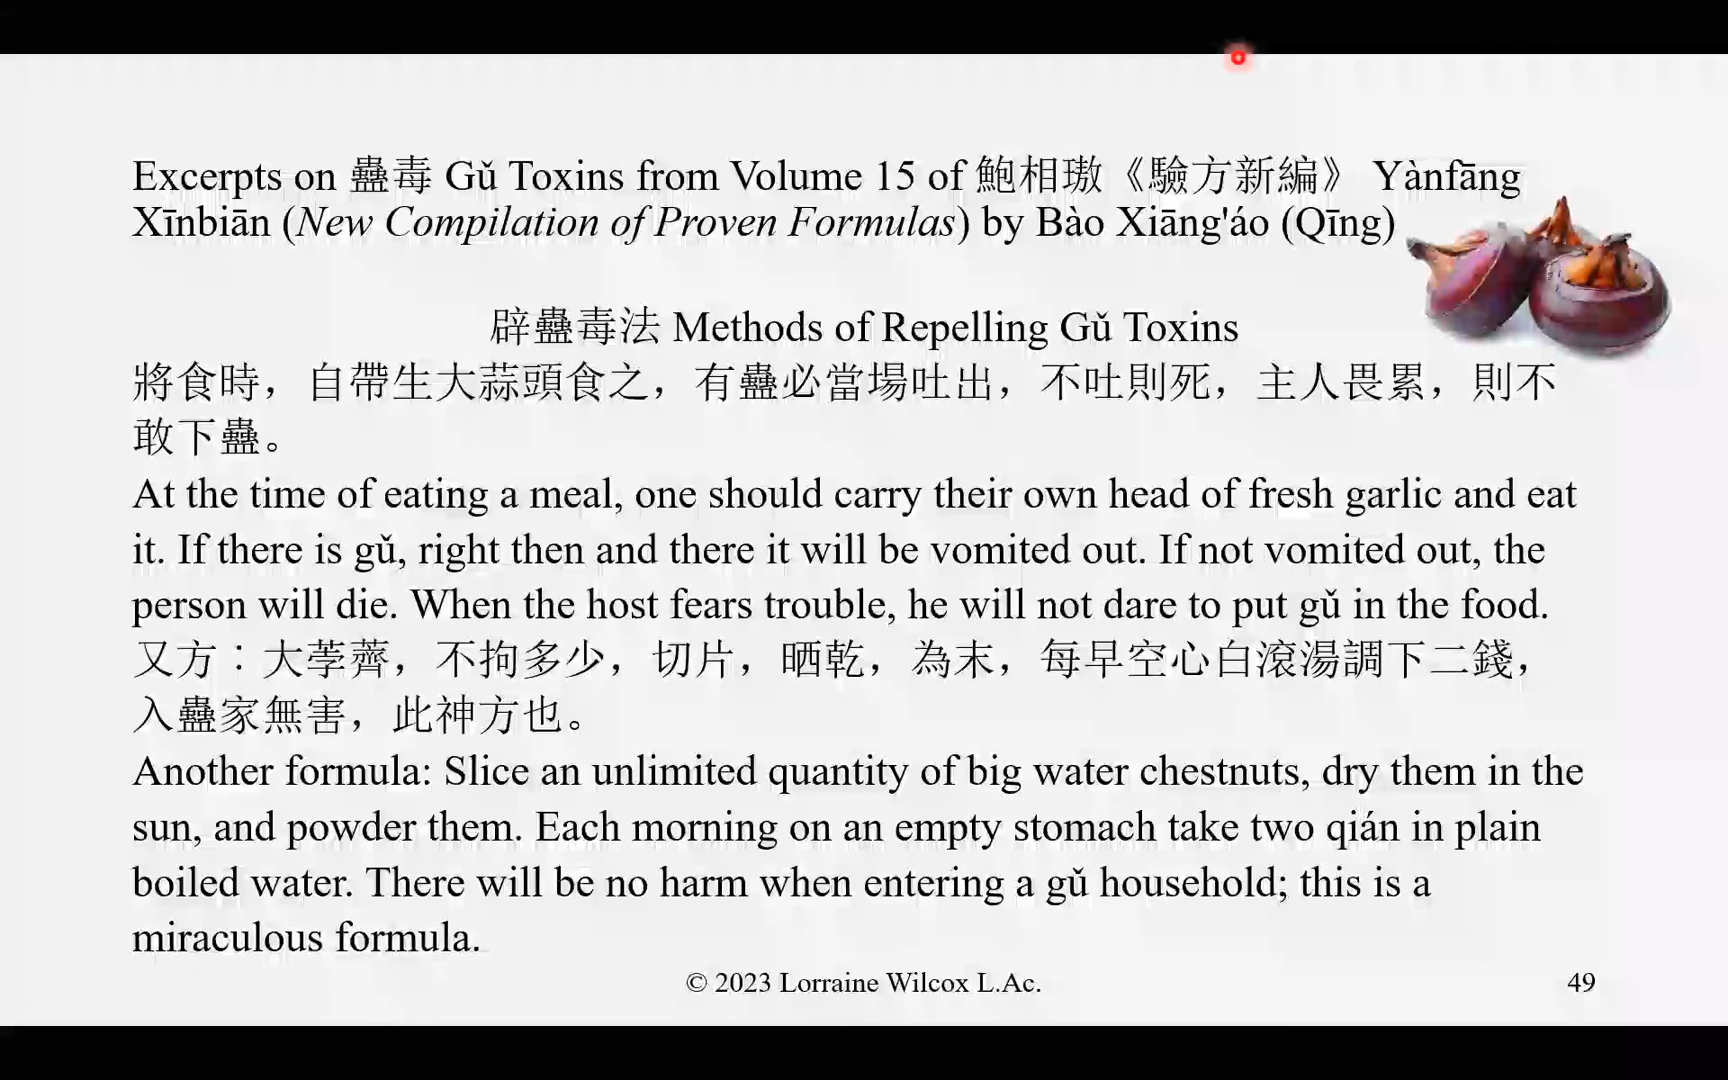 Excerpts on 蠱毒 Gǔ Toxins from Volume 15 of 鮑相璈《驗方新編》 Yànfāng
Xīnbiān (New Compilation of Proven Formulas) by Bào Xiāng'áo (Qīng)
辟蠱毒法 Methods of Repelling Gǔ Toxins
將食時，自帶生大蒜頭食之，有蠱必當場吐出，不吐則死，主人畏累，則不
敢下蠱。
At the time of eating a meal, one should carry their own head of fresh garlic and eat
it. If there is gǔ, right then and there it will be vomited out. If not vomited out, the
person will die. When the host fears trouble, he will not dare to put gǔ in the food.
又方：大荸薺，不拘多少，切片，晒乾，為末，每早空心白滾湯調下二錢，
入蠱家無害，此神方也。
Another formula: Slice an unlimited quantity of big water chestnuts, dry them in the
sun, and powder them. Each morning on an empty stomach take two qián in plain
boiled water. There will be no harm when entering a gǔ household; this is a
miraculous formula.
© 2023 Lorraine Wilcox L.Ac.
49